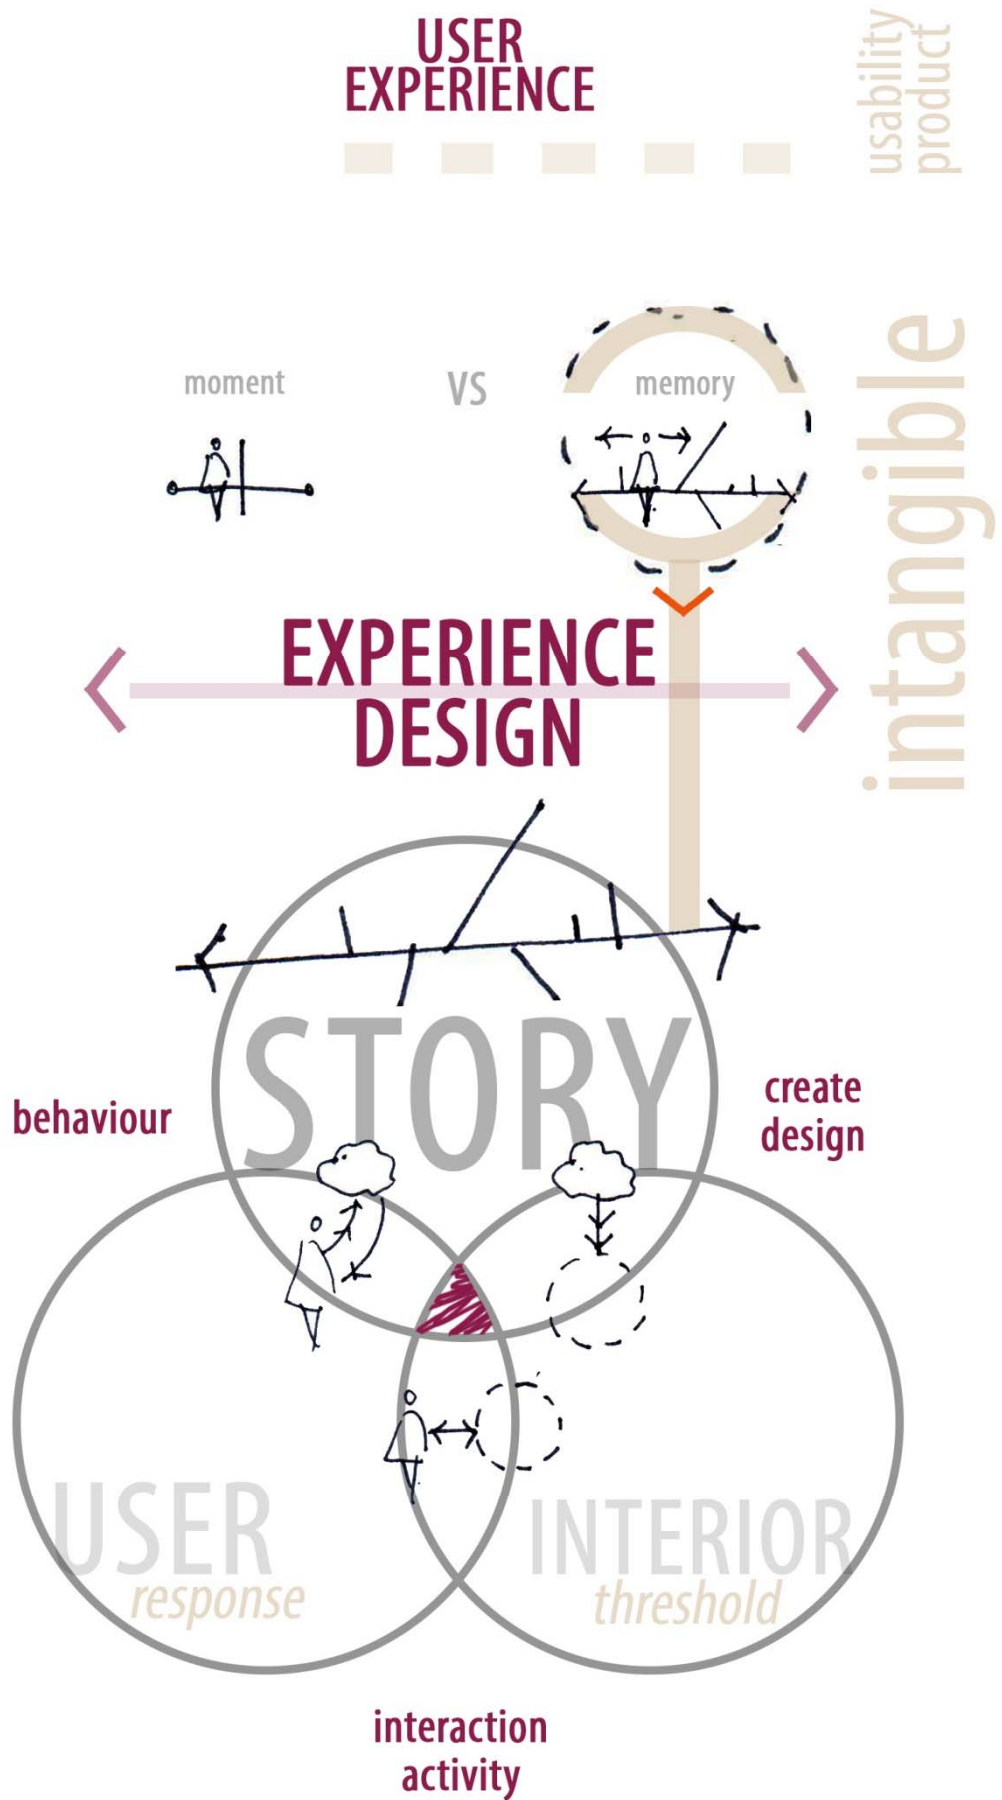 USER
EXPERIENCE
usability
product
moment
VS
memory
intangible
EXPERIENCE
DESIGN
STORY
behaviour
create
design
USER
response
INTERIOR
threshold
interaction
activity